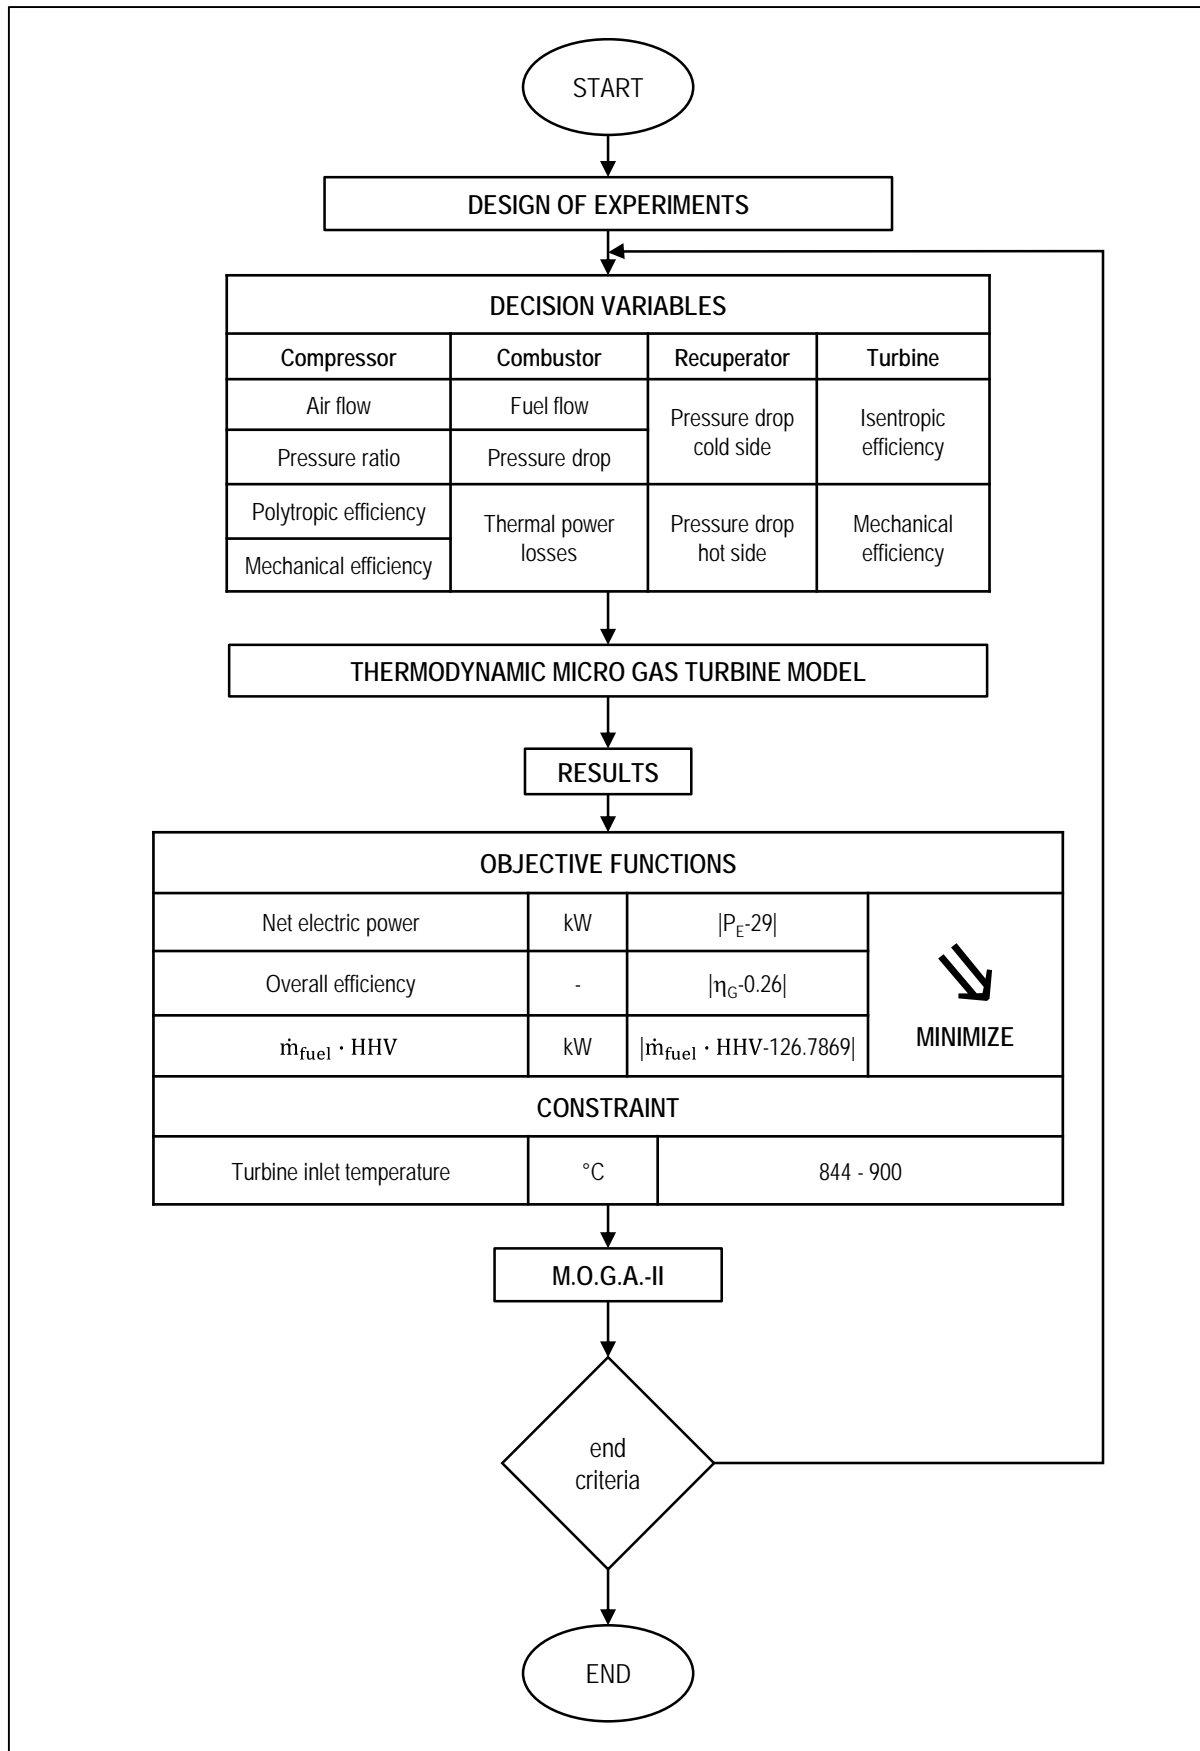 START
DESIGN OF EXPERIMENTS
DECISION VARIABLES
Compressor Combustor Recuperator Turbine
Air flow Fuel flow
Pressure drop
cold side
Isentropic
efficiency
Pressure ratio Pressure drop
Polytropic efficiency
Mechanical efficiency
Thermal power
losses
Pressure drop
hot side
Mechanical
efficiency
THERMODYNAMIC MICRO GAS TURBINE MODEL
RESULTS
OBJECTIVE FUNCTIONS
Net electric power kW |P_E-29|
Overall efficiency - |η_G-0.26|
ṁ_fuel · HHV kW |ṁ_fuel · HHV-126.7869|
MINIMIZE
CONSTRAINT
Turbine inlet temperature °C 844 - 900
M.O.G.A.-II
end
criteria
END